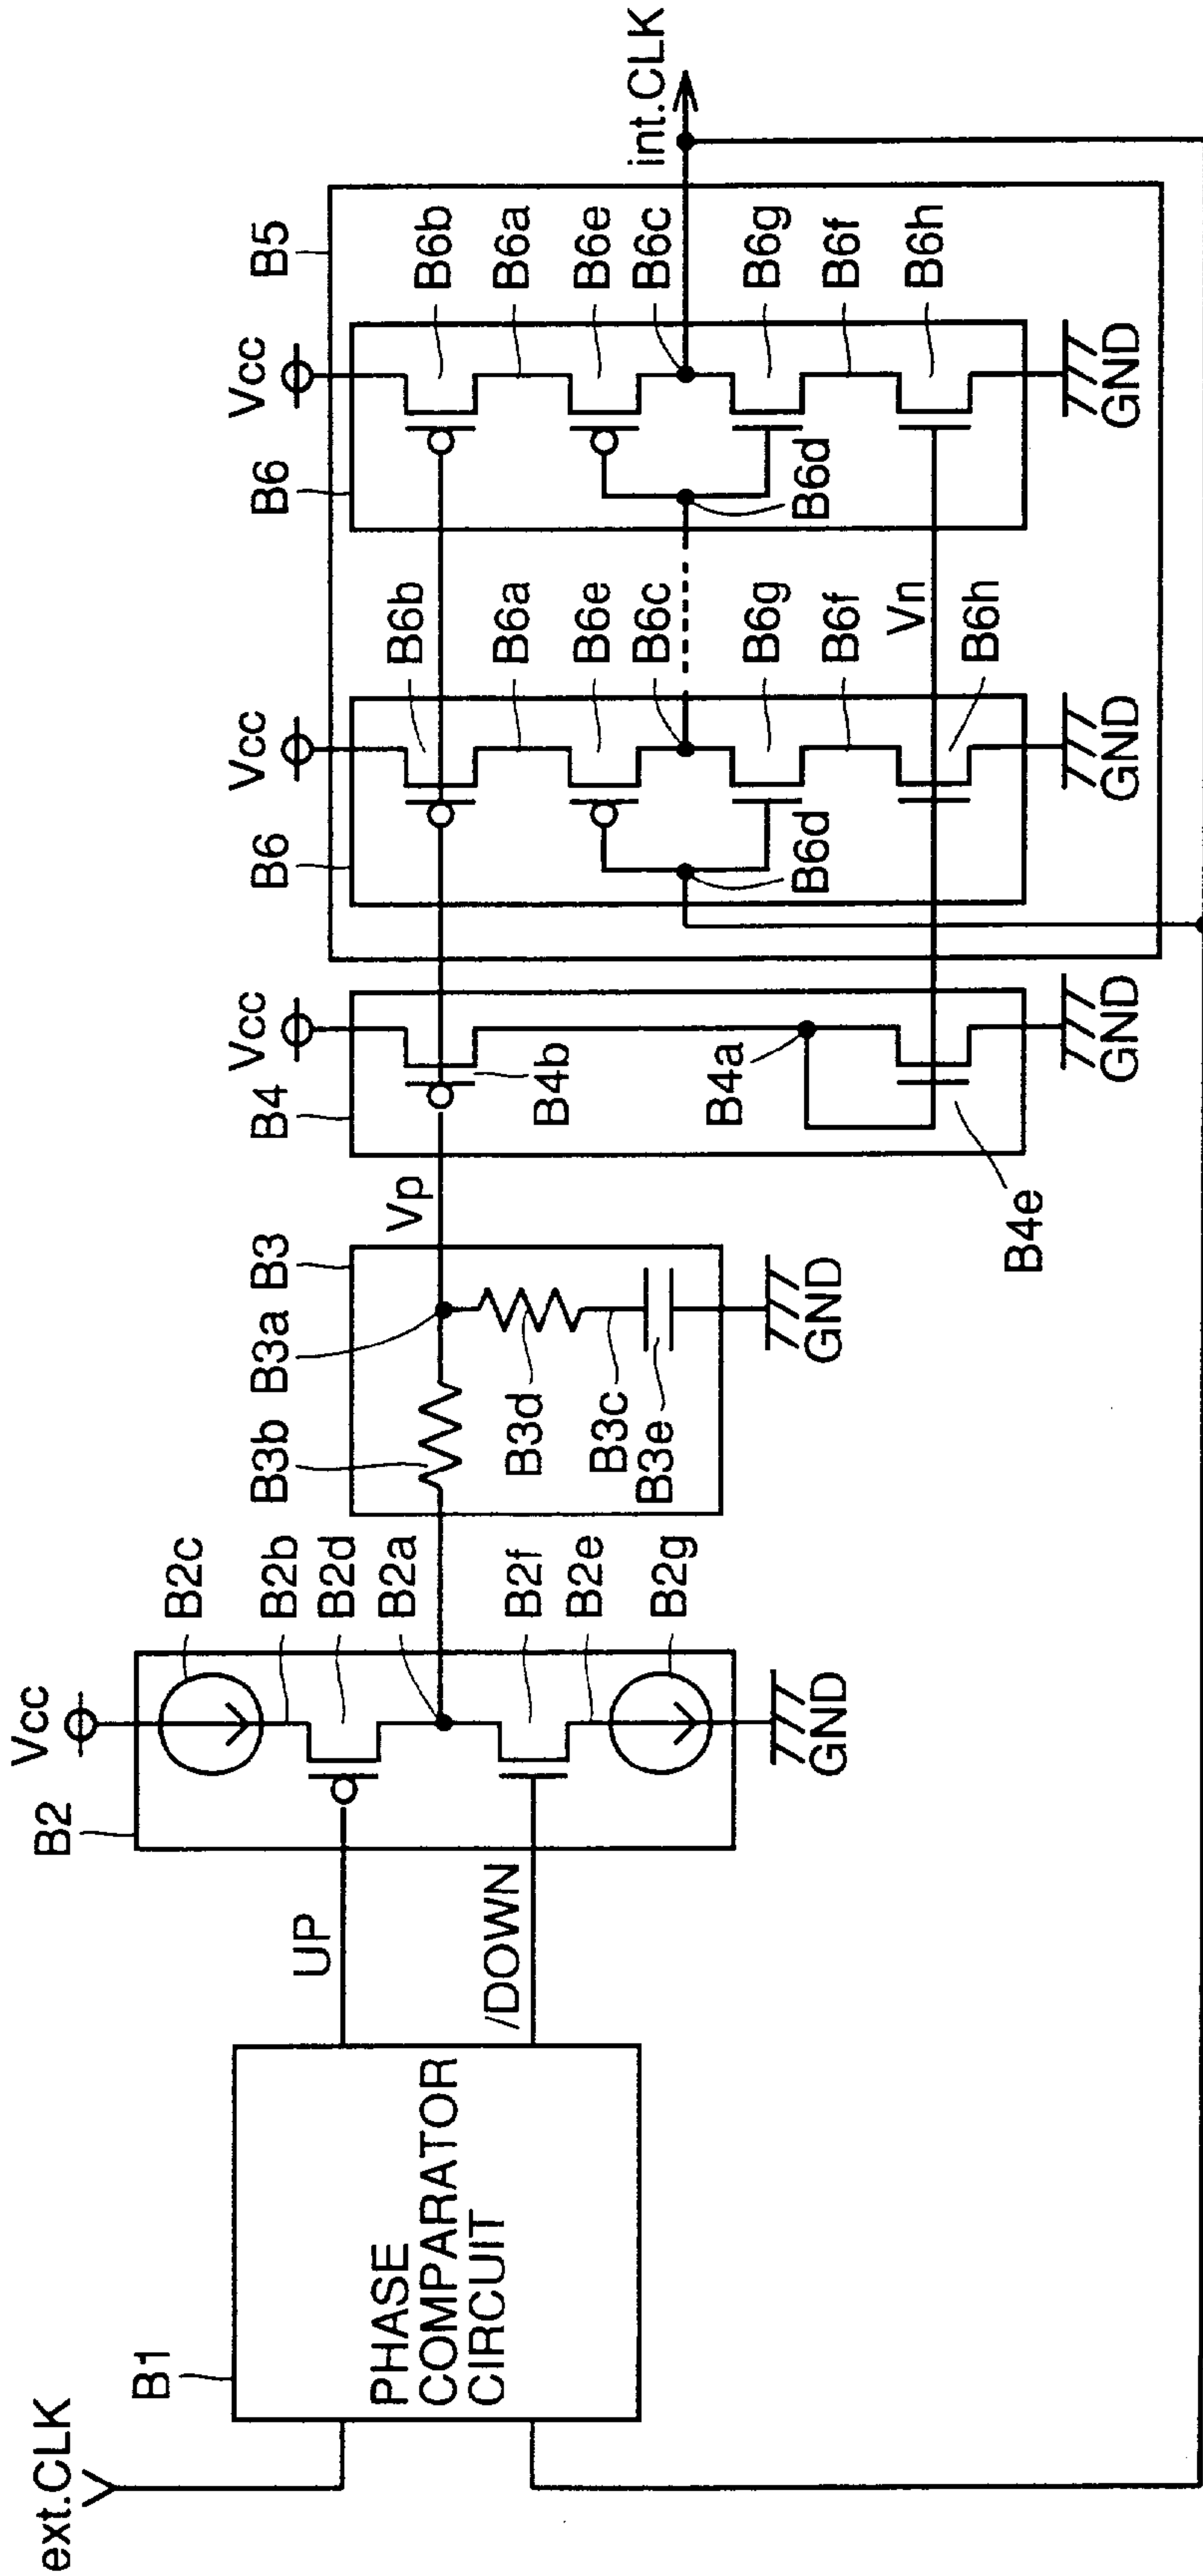 ext.CLK
B1
PHASE
COMPARATOR
CIRCUIT
UP
/DOWN
B2
Vcc
B2c
B2b
B2d
B2a
B2f
B2e
B2g
GND
B3b
B3a
B3
B3d
B3c
B3e
GND
Vp
B4
Vcc
B4b
B4a
B4e
GND
B5
B6
Vcc
B6b
B6a
B6e
B6c
B6g
B6f
B6d
Vn
B6h
GND
B6
Vcc
B6b
B6a
B6e
B6c
B6g
B6f
B6h
B6d
GND
int.CLK